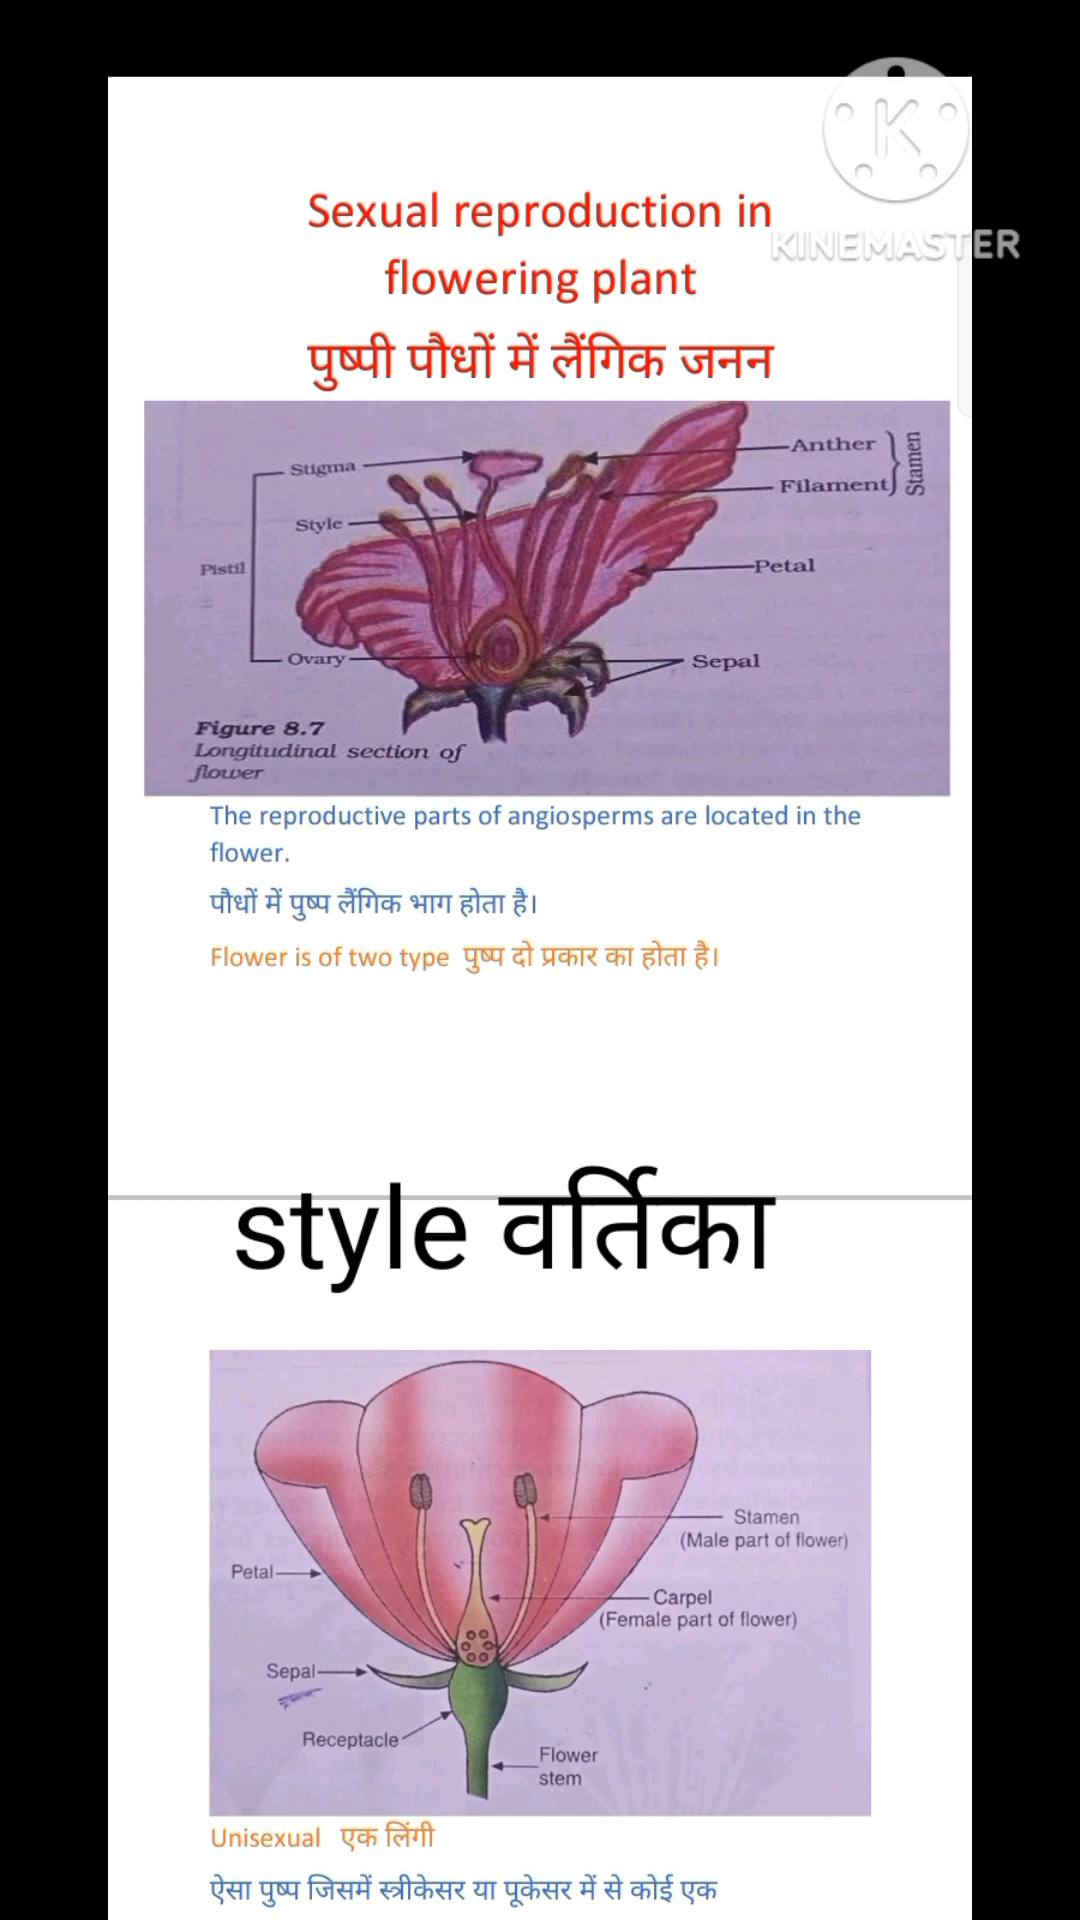 K
KINEMASTER
Sexual reproduction in
flowering plant
पुष्पी पौधों में लैंगिक जनन
Stigma
Anther
Filament
Stamen
Style
Pistil
Petal
Ovary
Sepal
Figure 8.7
Longitudinal section of
flower
The reproductive parts of angiosperms are located in the
flower.
पौधों में पुष्प लैंगिक भाग होता है।
Flower is of two type पुष्प दो प्रकार का होता है।
style वर्तिका
Stamen
(Male part of flower)
Petal
Carpel
(Female part of flower)
Sepal
Receptacle
Flower
stem
Unisexual एक लिंगी
ऐसा पुष्प जिसमें स्त्रीकेसर या पूकेसर में से कोई एक